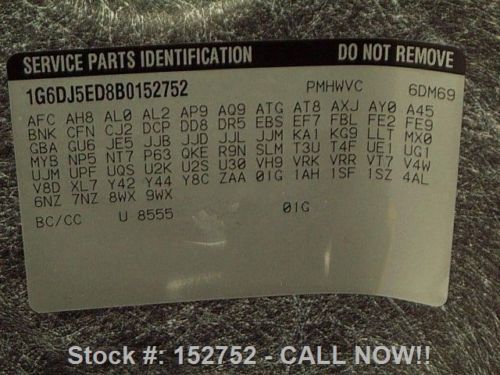 SERVICE PARTS IDENTIFICATION DO NOT REMOVE
1G6DJ5ED8B0152752 PMHWVC 6DM69
AFC AH8 AL0 AL2 AP9 AQ9 ATG AT8 AXJ AY0 A45
BNK CFN CJ2 DCP DD8 DR5 EBS EF7 FBL FE2 FE9
GBA GU6 JE5 JJB JJD JJL JJM KA1 KG9 LLT MX0
MYB NP5 NT7 P63 QKE R9N SLM T3U T4F UE1 UG1
UJM UPF UQS U2K U2S U30 VH9 VRK VRR VT7 V4W
V8D XL7 Y42 Y44 Y8C ZAA 0IG 1AH 1SF 1SZ 4AL
6NZ 7NZ 8WX 9WX
BC/CC U 8555 0IG
Stock #: 152752 - CALL NOW!!